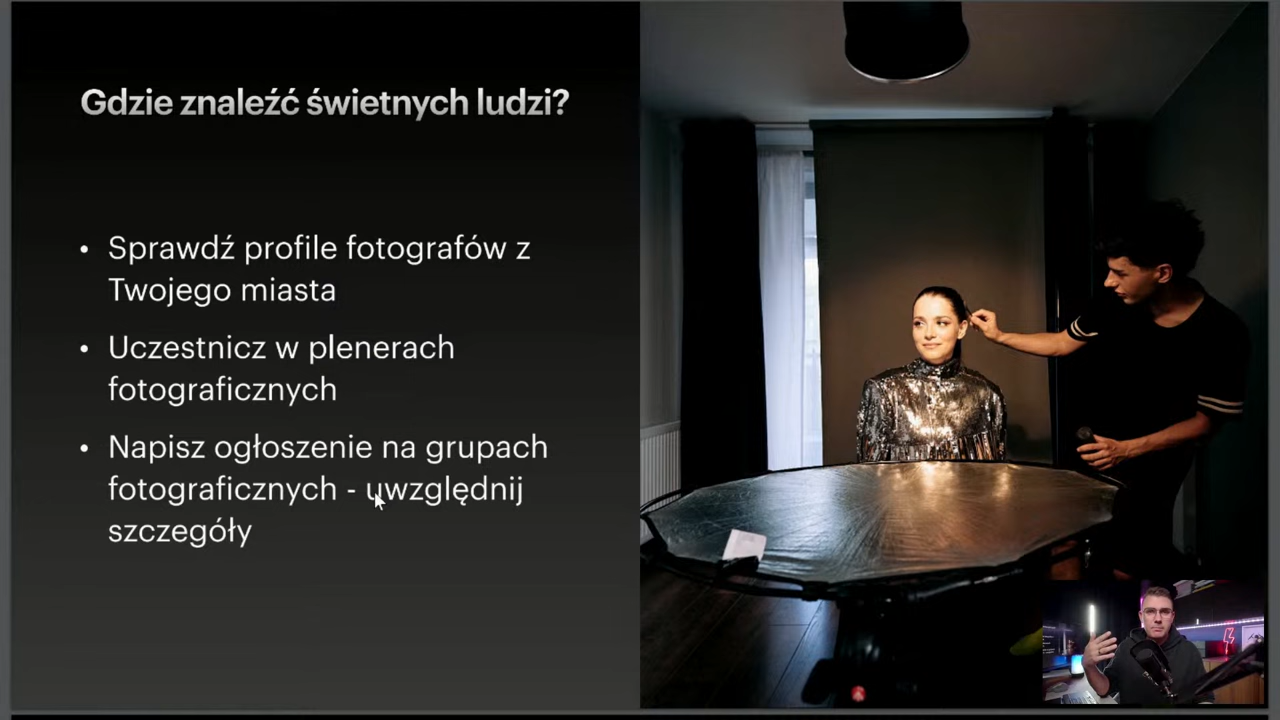 Gdzie znaleźć świetnych ludzi?
• Sprawdź profile fotografów z
Twojego miasta
• Uczestnicz w plenerach
fotograficznych
• Napisz ogłoszenie na grupach
fotograficznych - uwzględnij
szczegóły